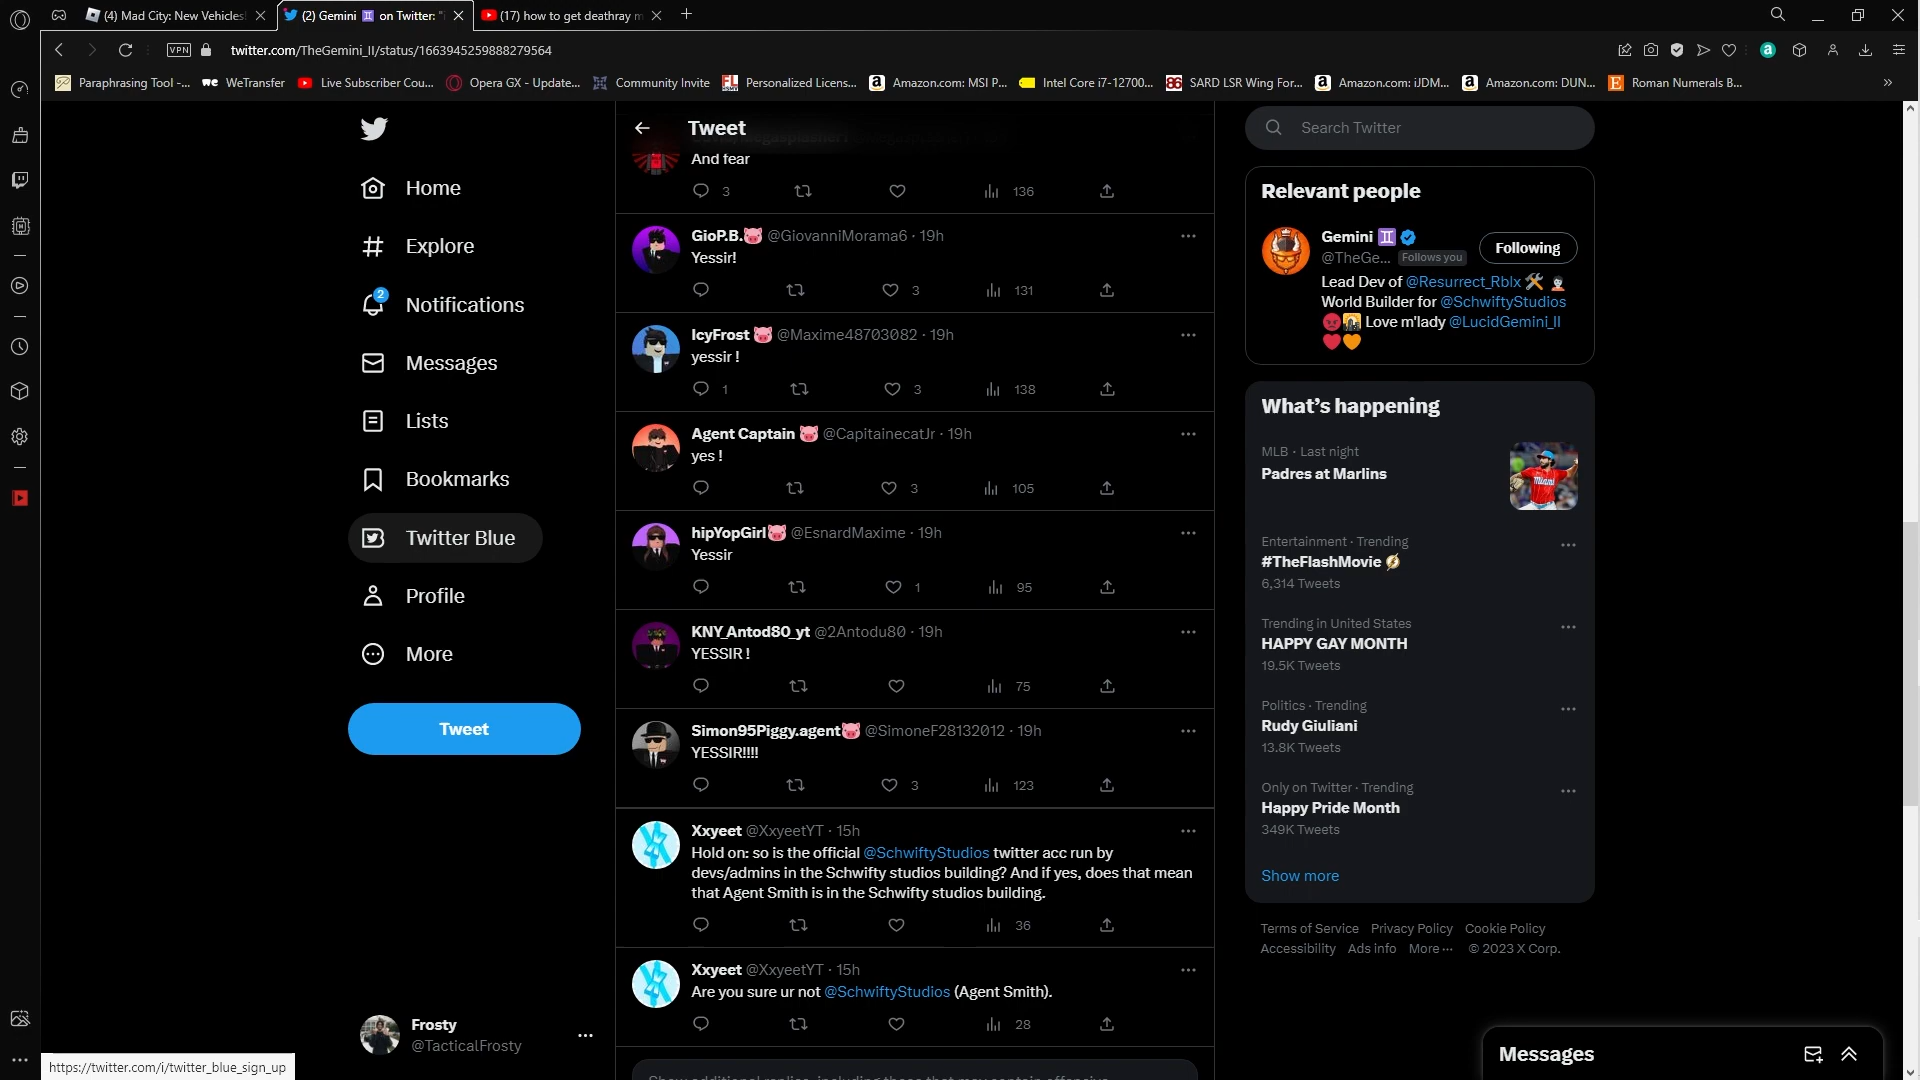 (4) Mad City: New Vehicles!
(2) Gemini ♊ on Twitter: "
(17) how to get deathray m
VPN
twitter.com/TheGemini_II/status/1663945259888279564
Paraphrasing Tool -...
WeTransfer
Live Subscriber Cou...
Opera GX - Update...
Community Invite
Personalized Licens...
Amazon.com: MSI P...
Intel Core i7-12700...
SARD LSR Wing For...
Amazon.com: iJDM...
Amazon.com: DUN...
Roman Numerals B...
Home
Explore
2
Notifications
Messages
Lists
Bookmarks
Twitter Blue
Profile
More
Tweet
Frosty
@TacticalFrosty
https://twitter.com/i/twitter_blue_sign_up
Tweet
And fear
3 136
GioP.B.🐷 @GiovanniMorama6 · 19h
Yessir!
3 131
IcyFrost 🐷 @Maxime48703082 · 19h
yessir !
1 3 138
Agent Captain 🐷 @CapitainecatJr · 19h
yes !
3 105
hipYopGirl🐷 @EsnardMaxime · 19h
Yessir
1 95
KNY_Antod80_yt @2Antodu80 · 19h
YESSIR !
75
Simon95Piggy.agent🐷 @SimoneF28132012 · 19h
YESSIR!!!!
3 123
Xxyeet @XxyeetYT · 15h
Hold on: so is the official @SchwiftyStudios twitter acc run by
devs/admins in the Schwifty studios building? And if yes, does that mean
that Agent Smith is in the Schwifty studios building.
36
Xxyeet @XxyeetYT · 15h
Are you sure ur not @SchwiftyStudios (Agent Smith).
28
Search Twitter
Relevant people
Gemini ♊
@TheGe... Follows you
Following
Lead Dev of @Resurrect_Rblx 🛠️
World Builder for @SchwiftyStudios
Love m'lady @LucidGemini_II
❤️🧡
What's happening
MLB · Last night
Padres at Marlins
Entertainment · Trending
#TheFlashMovie
6,314 Tweets
Trending in United States
HAPPY GAY MONTH
19.5K Tweets
Politics · Trending
Rudy Giuliani
13.8K Tweets
Only on Twitter · Trending
Happy Pride Month
349K Tweets
Show more
Terms of Service Privacy Policy Cookie Policy
Accessibility Ads info More ··· © 2023 X Corp.
Messages